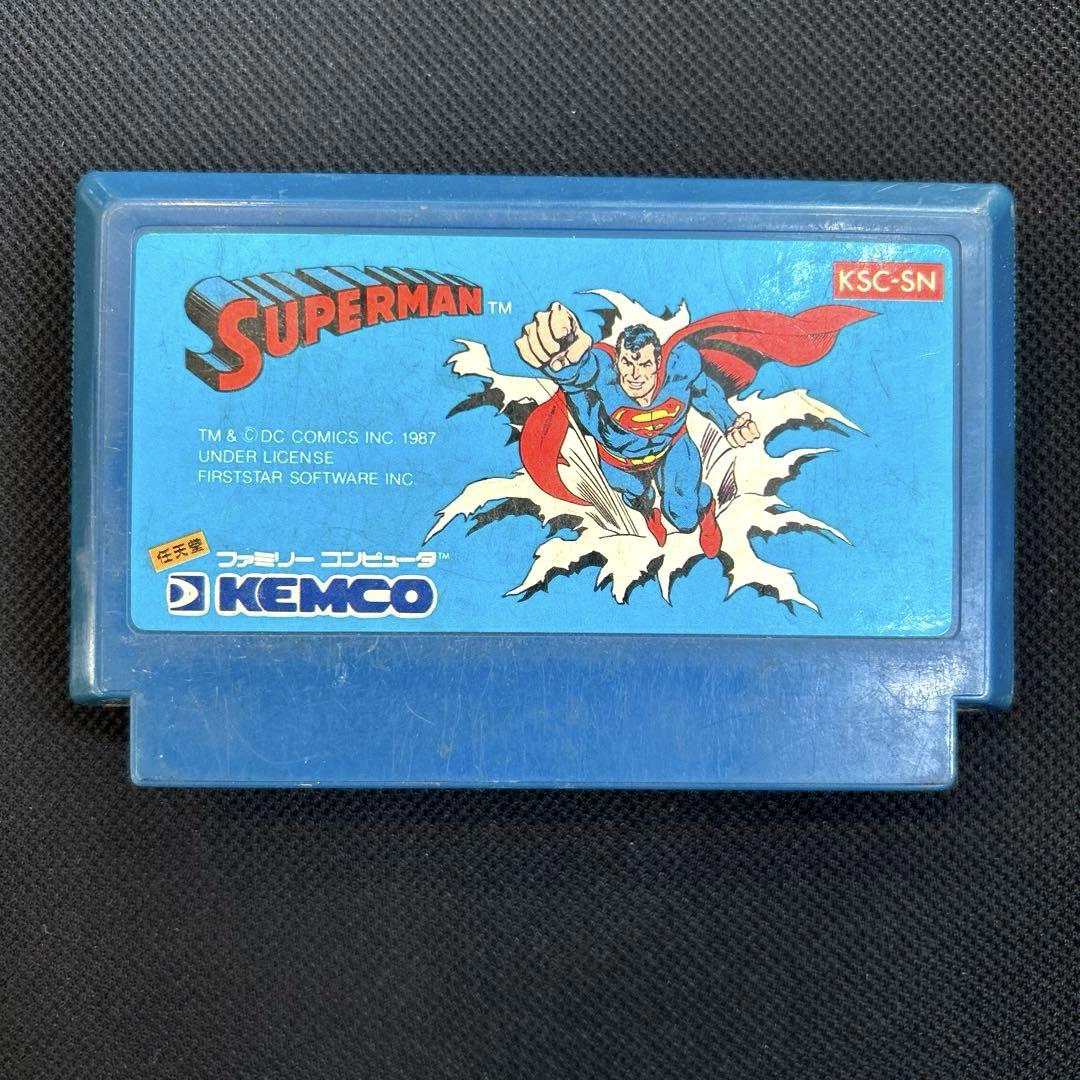 SUPERMAN™
KSC-SN
TM & ©DC COMICS INC. 1987
UNDER LICENSE
FIRSTSTAR SOFTWARE INC.
任天堂
ファミリー コンピュータ™
KEMCO